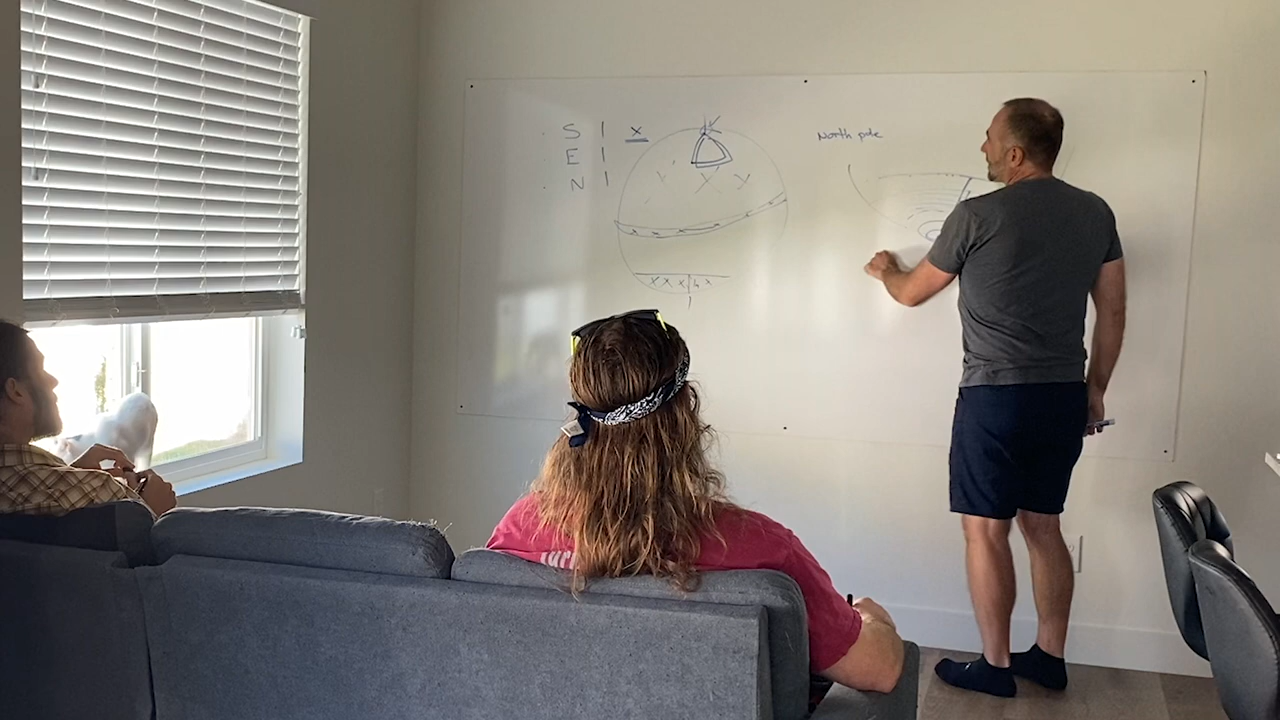 S | x
E |
N |
x x y
x x x x
North pole